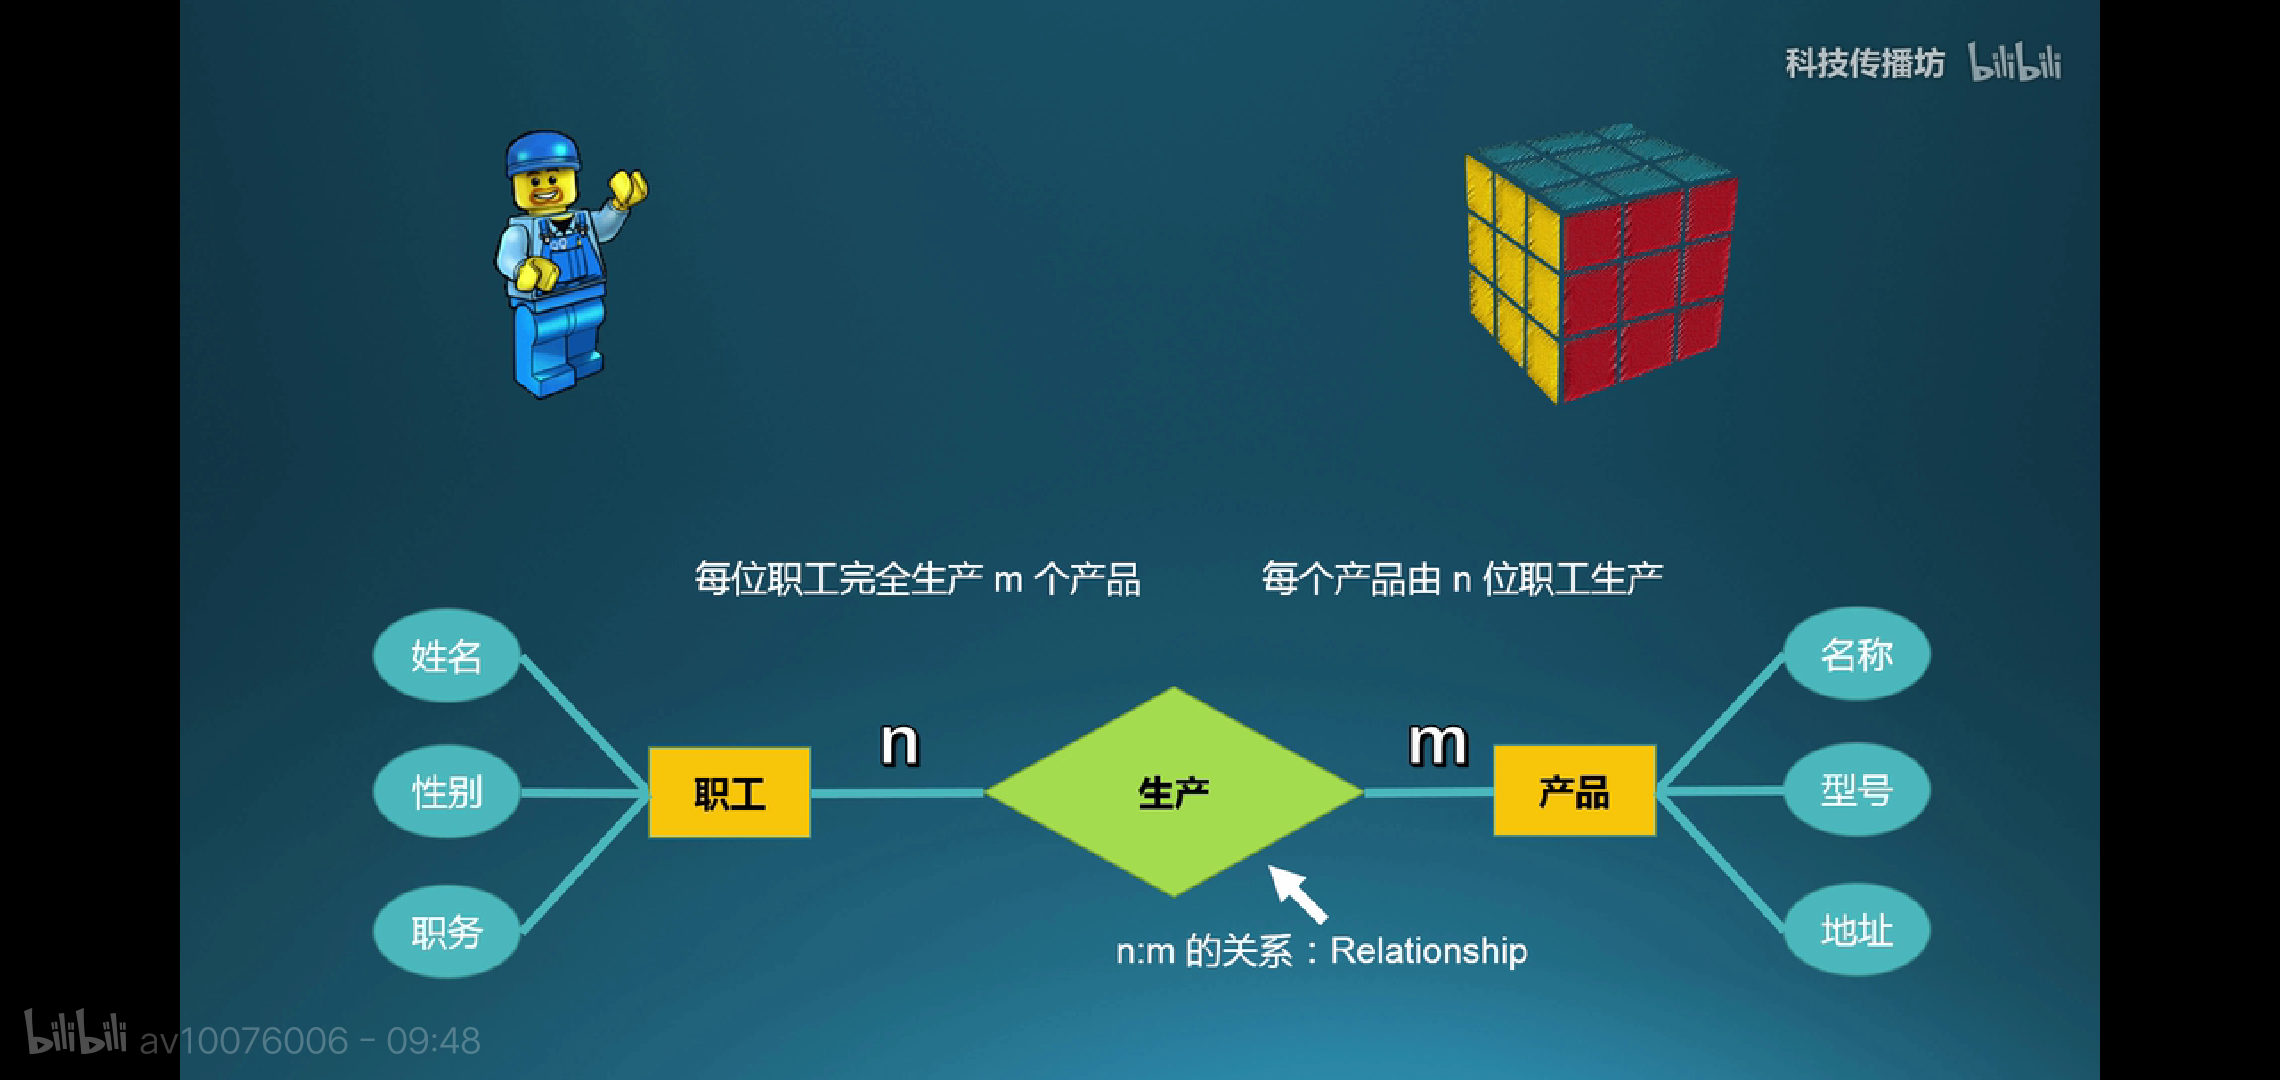 科技传播坊 bilibili
每位职工完全生产 m 个产品
每个产品由 n 位职工生产
姓名
名称
n
m
性别
职工
生产
产品
型号
职务
地址
n:m 的关系：Relationship
bilibili av10076006 - 09:48